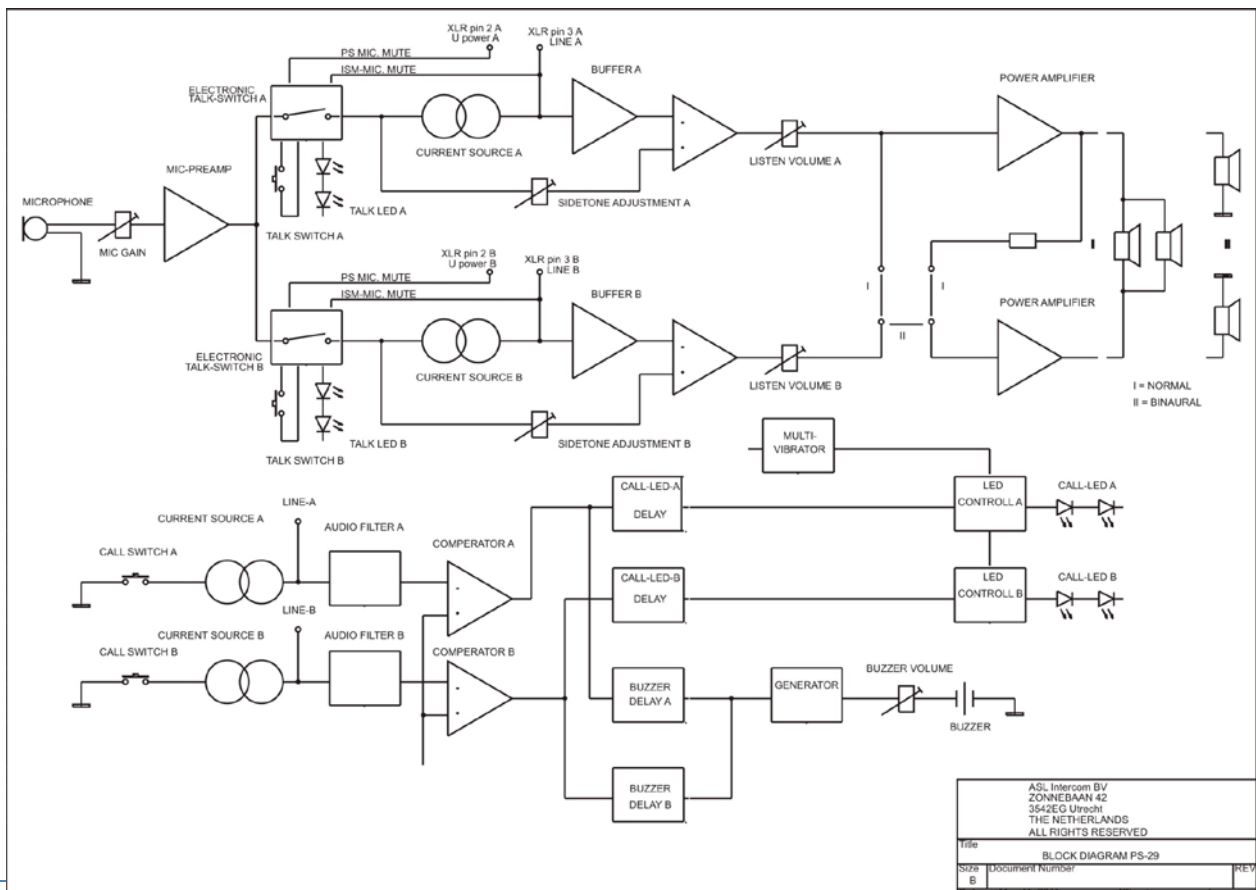 XLR pin 2 A
U power A
XLR pin 3 A
LINE A
PS MIC. MUTE
ISM-MIC. MUTE
BUFFER A
POWER AMPLIFIER
ELECTRONIC
TALK-SWITCH A
CURRENT SOURCE A
LISTEN VOLUME A
MIC-PREAMP
MICROPHONE
TALK LED A
SIDETONE ADJUSTMENT A
TALK SWITCH A
MIC GAIN
XLR pin 2 B
U power B
XLR pin 3 B
LINE B
I
II
PS MIC. MUTE
ISM-MIC. MUTE
BUFFER B
I
I
POWER AMPLIFIER
II
ELECTRONIC
TALK-SWITCH B
CURRENT SOURCE B
LISTEN VOLUME B
I = NORMAL
II = BINAURAL
TALK LED B
SIDETONE ADJUSTMENT B
TALK SWITCH B
MULTI-
VIBRATOR
CALL-LED-A
DELAY
LED
CONTROLL A
CALL-LED A
LINE-A
CURRENT SOURCE A
AUDIO FILTER A
COMPERATOR A
CALL SWITCH A
CALL-LED-B
DELAY
LED
CONTROLL B
CALL-LED B
LINE-B
CURRENT SOURCE B
AUDIO FILTER B
COMPERATOR B
CALL SWITCH B
BUZZER
DELAY A
GENERATOR
BUZZER VOLUME
BUZZER
BUZZER
DELAY B
ASL Intercom BV
ZONNEBAAN 42
3542EG Utrecht
THE NETHERLANDS
ALL RIGHTS RESERVED
Title
BLOCK DIAGRAM PS-29
Size
Document Number
REV
B